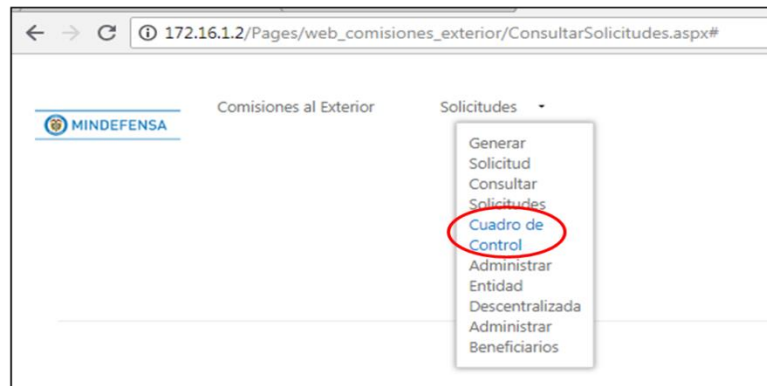 172.16.1.2/Pages/web_comisiones_exterior/ConsultarSolicitudes.aspx#
MINDEFENSA
Comisiones al Exterior
Solicitudes
Generar
Solicitud
Consultar
Solicitudes
Cuadro de
Control
Administrar
Entidad
Descentralizada
Administrar
Beneficiarios